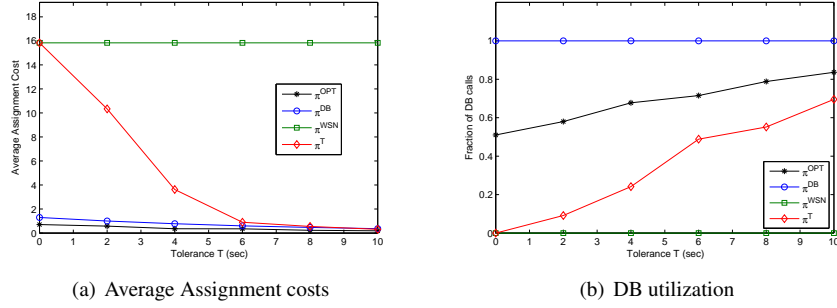 Average Assignment Cost
18
16
14
12
10
8
6
4
2
0
π^OPT
π^DB
π^WSN
π^T
0 1 2 3 4 5 6 7 8 9 10
Tolerance T (sec)
(a) Average Assignment costs
Fraction of DB calls
1
0.8
0.6
0.4
0.2
0
π^OPT
π^DB
π^WSN
π^T
0 1 2 3 4 5 6 7 8 9 10
Tolerance T (sec)
(b) DB utilization